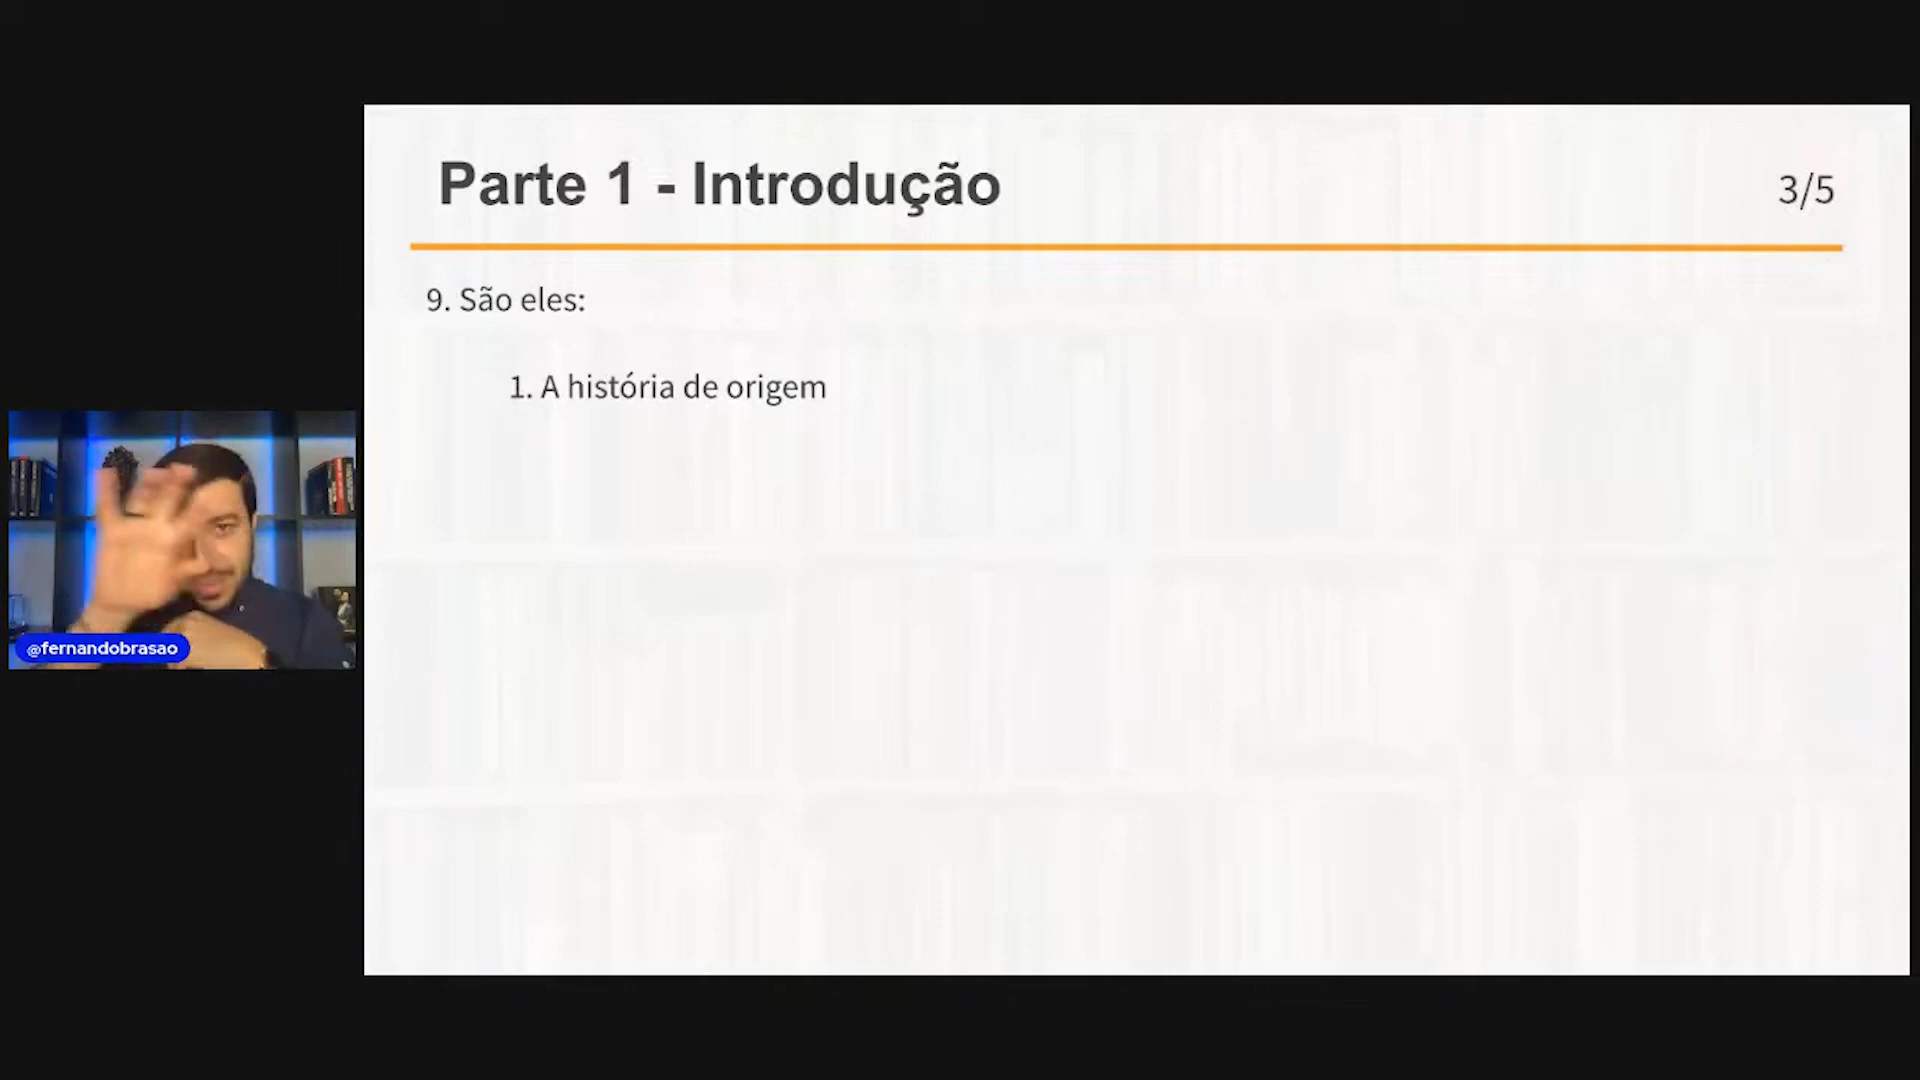 Parte 1 - Introdução
3/5
9. São eles:
1. A história de origem
@fernandobrasao